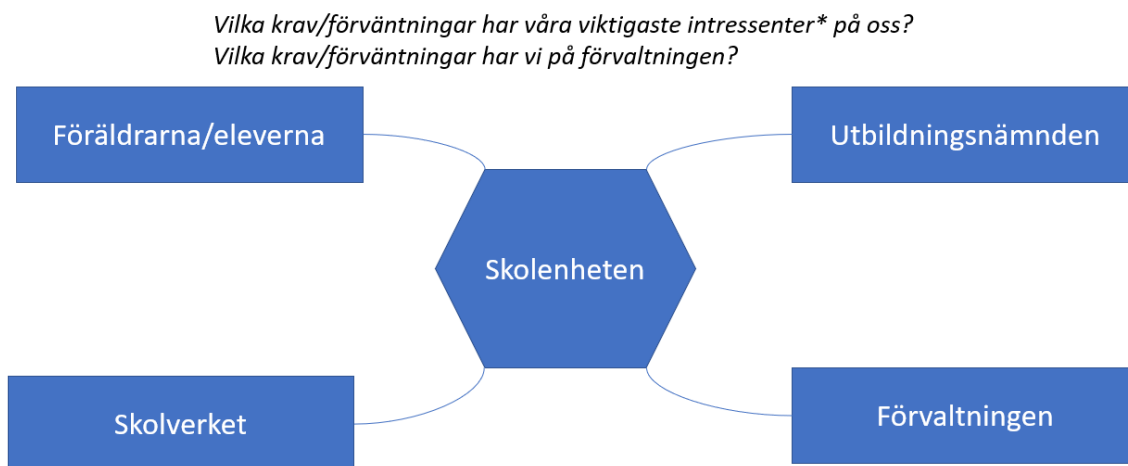 Vilka krav/förväntningar har våra viktigaste intressenter* på oss?
Vilka krav/förväntningar har vi på förvaltningen?
Föräldrarna/eleverna
Utbildningsnämnden
Skolenheten
Skolverket
Förvaltningen